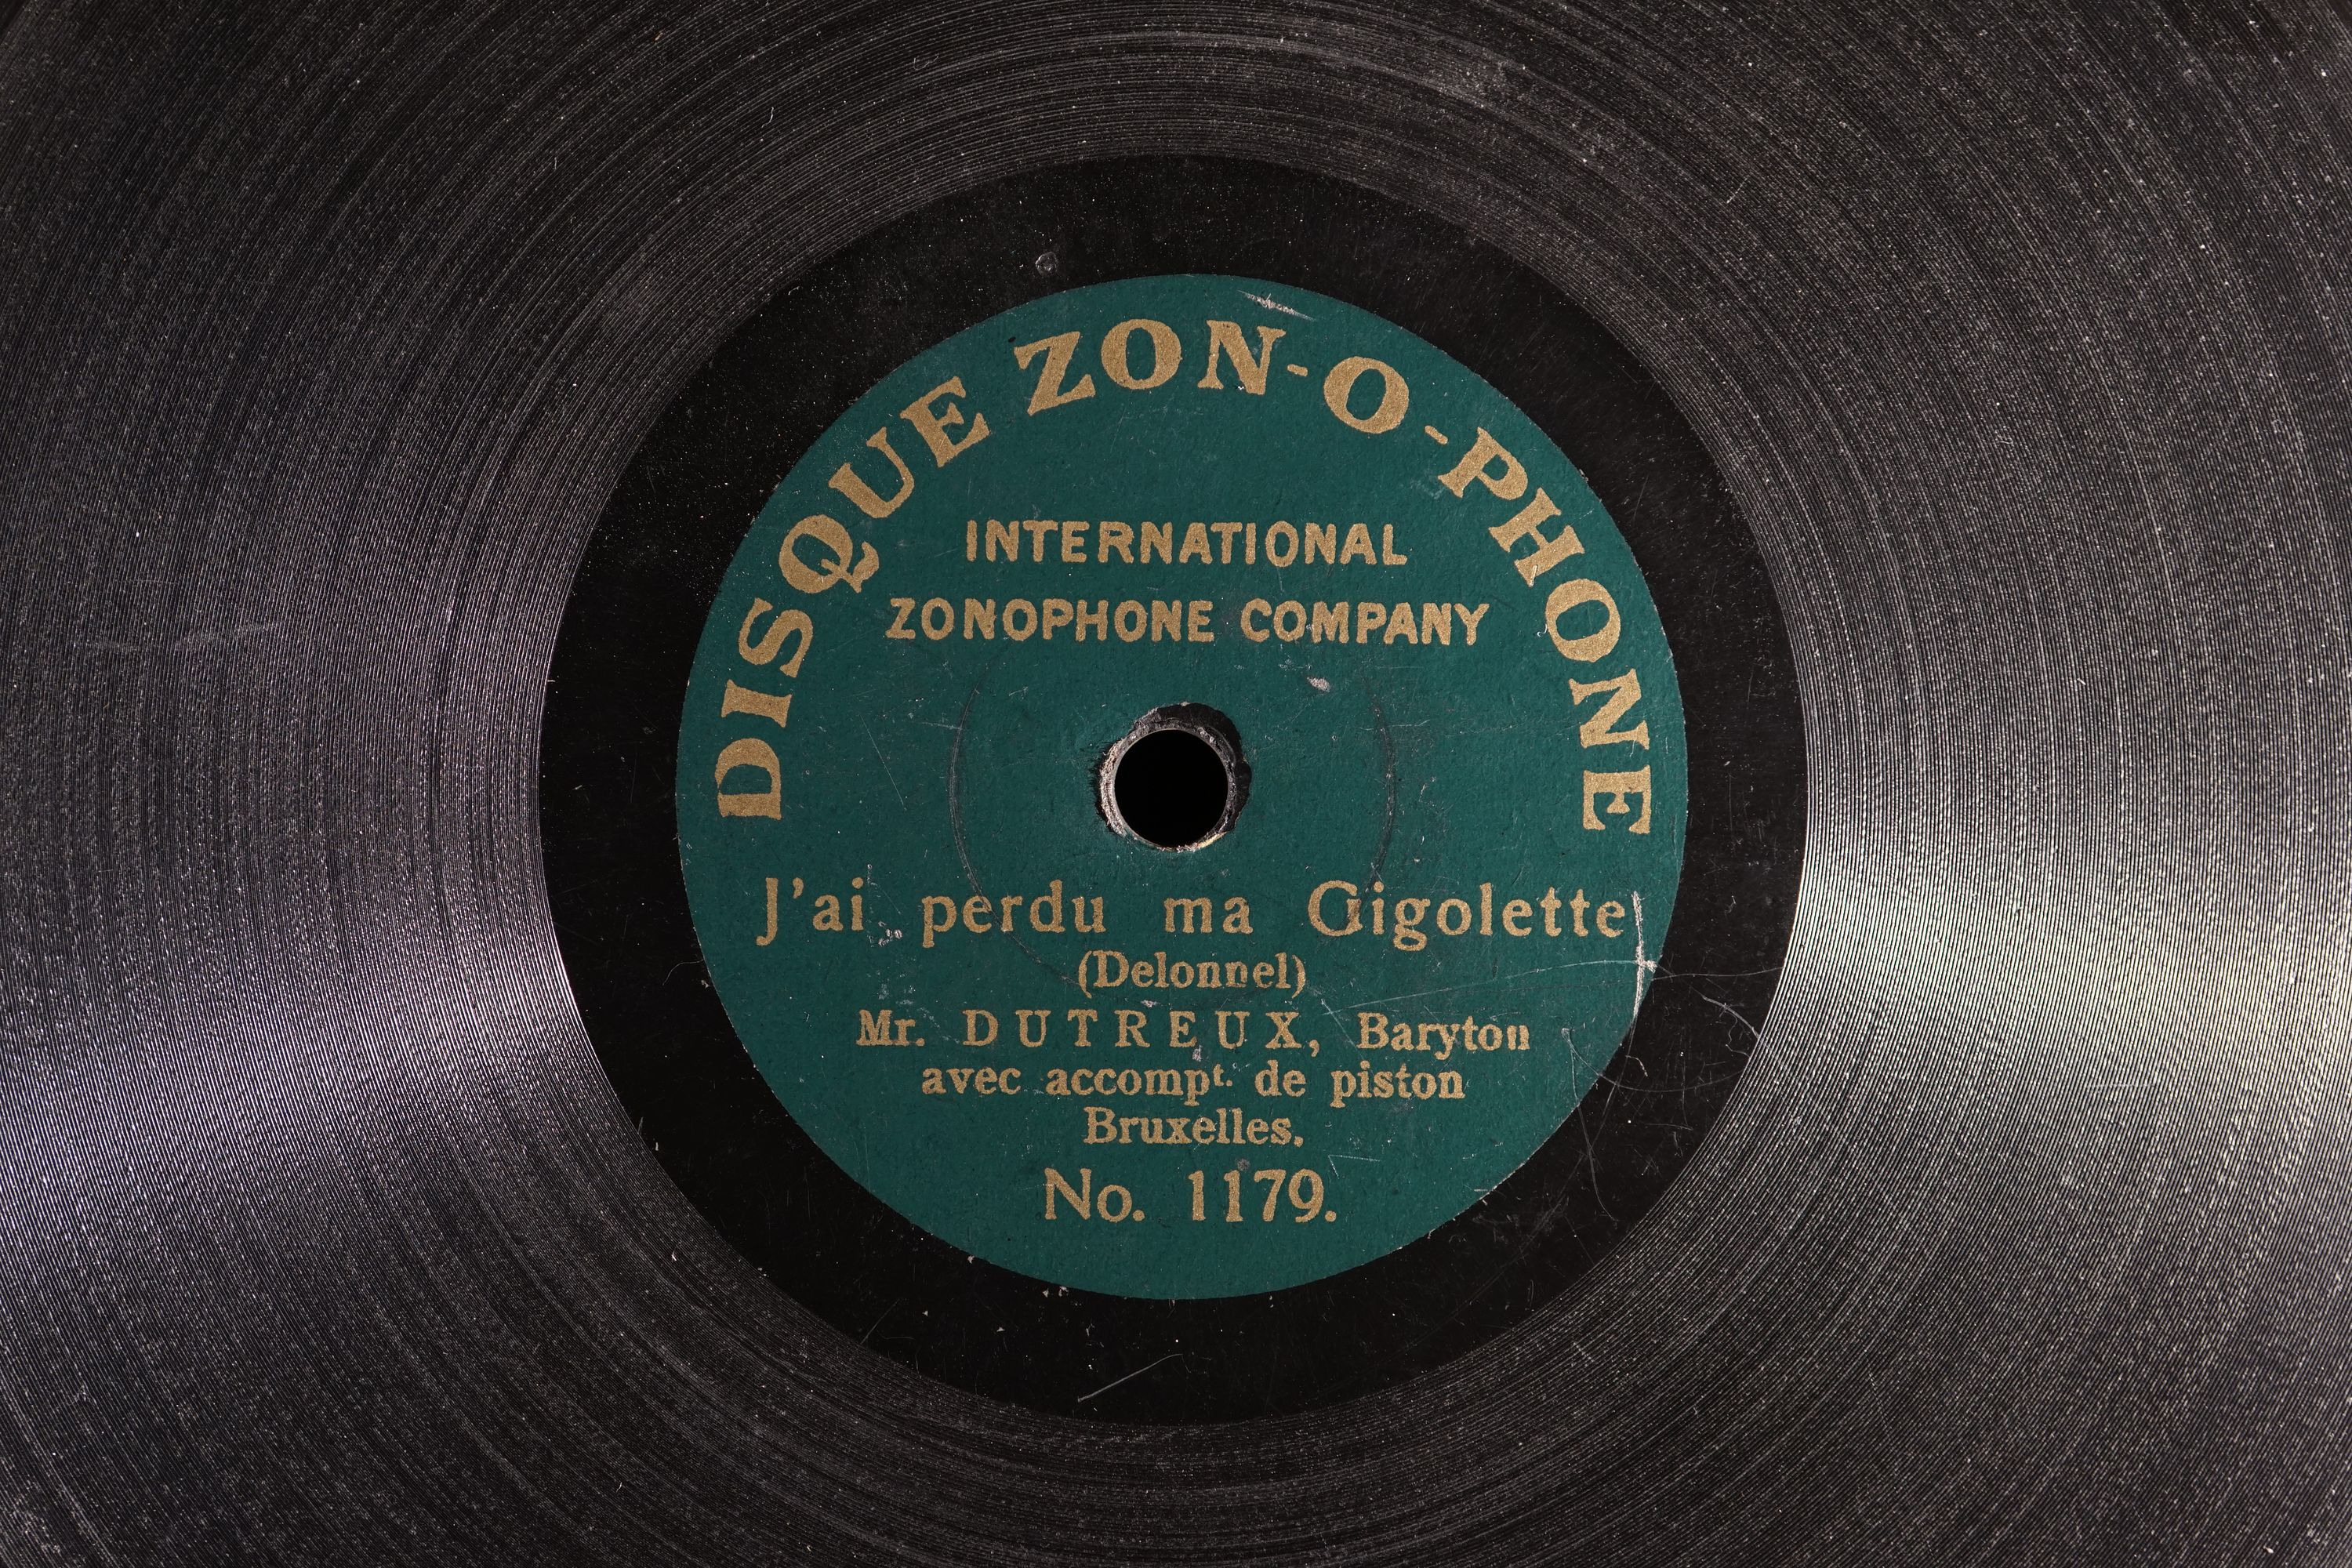 DISQUE ZON-O-PHONE
INTERNATIONAL
ZONOPHONE COMPANY
J'ai perdu ma Gigolette
(Delonnel)
Mr. DUTREUX, Baryton
avec accompt. de piston
Bruxelles.
No. 1179.